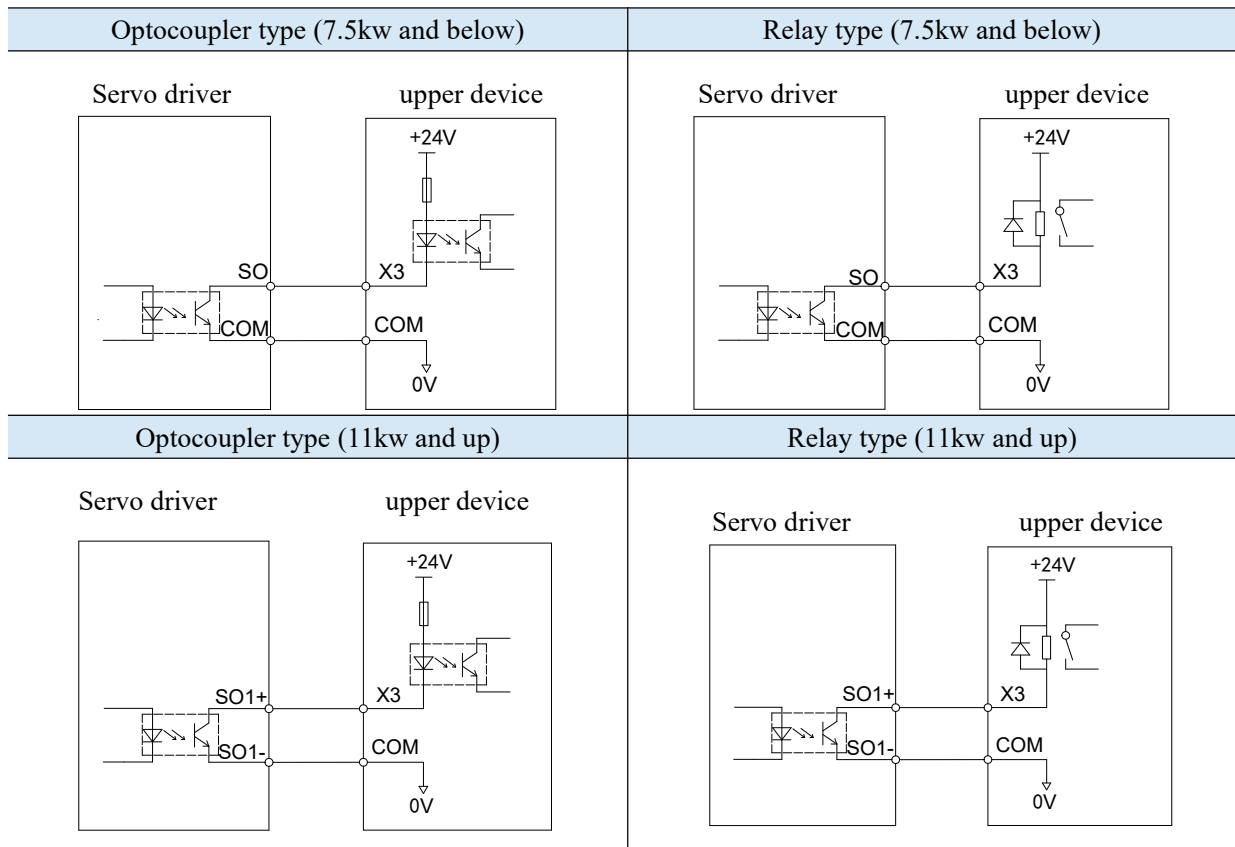 Optocoupler type (7.5kw and below)
Relay type (7.5kw and below)
Servo driver
upper device
+24V
SO
X3
COM
COM
0V
Servo driver
upper device
+24V
SO
X3
COM
COM
0V
Optocoupler type (11kw and up)
Relay type (11kw and up)
Servo driver
upper device
+24V
SO1+
X3
SO1-
COM
0V
Servo driver
upper device
+24V
SO1+
X3
SO1-
COM
0V